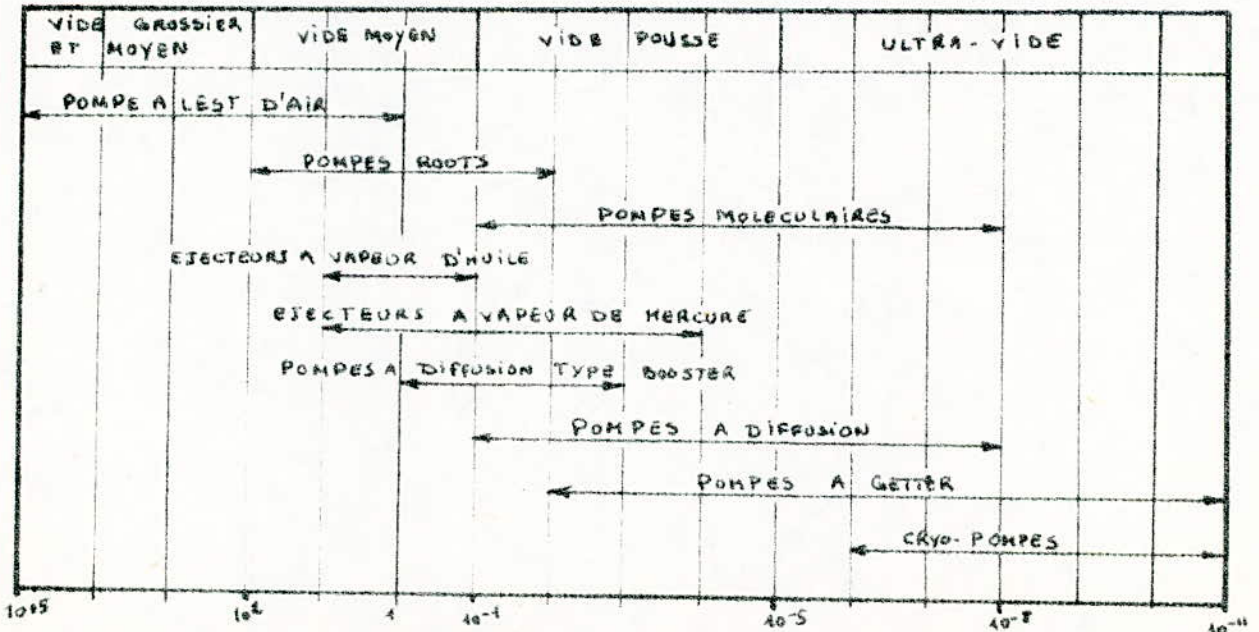 VIDE GROSSIER
ET MOYEN
VIDE MOYEN
VIDE POUSSE
ULTRA-VIDE
POMPE A LEST D'AIR
POMPES ROOTS
POMPES MOLECULAIRES
EJECTEURS A VAPEUR D'HUILE
EJECTEURS A VAPEUR DE MERCURE
POMPES A DIFFUSION TYPE BOOSTER
POMPES A DIFFUSION
POMPES A GETTER
CRYO-POMPES
10+5 10² 1 10⁻¹ 10⁻⁵ 10⁻⁸ 10⁻¹¹